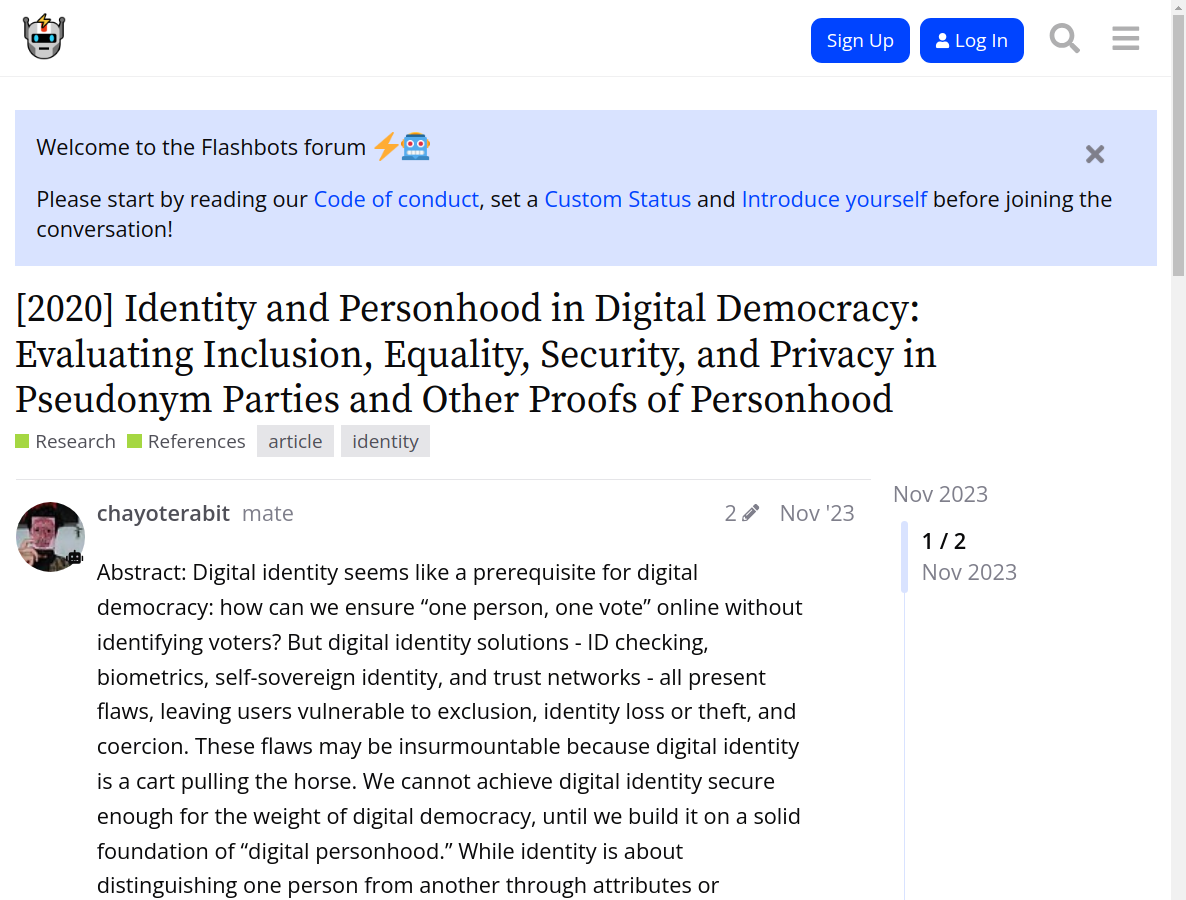 Sign Up
Log In
Welcome to the Flashbots forum
Please start by reading our Code of conduct, set a Custom Status and Introduce yourself before joining the
conversation!
[2020] Identity and Personhood in Digital Democracy:
Evaluating Inclusion, Equality, Security, and Privacy in
Pseudonym Parties and Other Proofs of Personhood
Research References article identity
chayoterabit mate 2 Nov '23
Abstract: Digital identity seems like a prerequisite for digital
democracy: how can we ensure “one person, one vote” online without
identifying voters? But digital identity solutions - ID checking,
biometrics, self-sovereign identity, and trust networks - all present
flaws, leaving users vulnerable to exclusion, identity loss or theft, and
coercion. These flaws may be insurmountable because digital identity
is a cart pulling the horse. We cannot achieve digital identity secure
enough for the weight of digital democracy, until we build it on a solid
foundation of “digital personhood.” While identity is about
distinguishing one person from another through attributes or
Nov 2023
1 / 2
Nov 2023